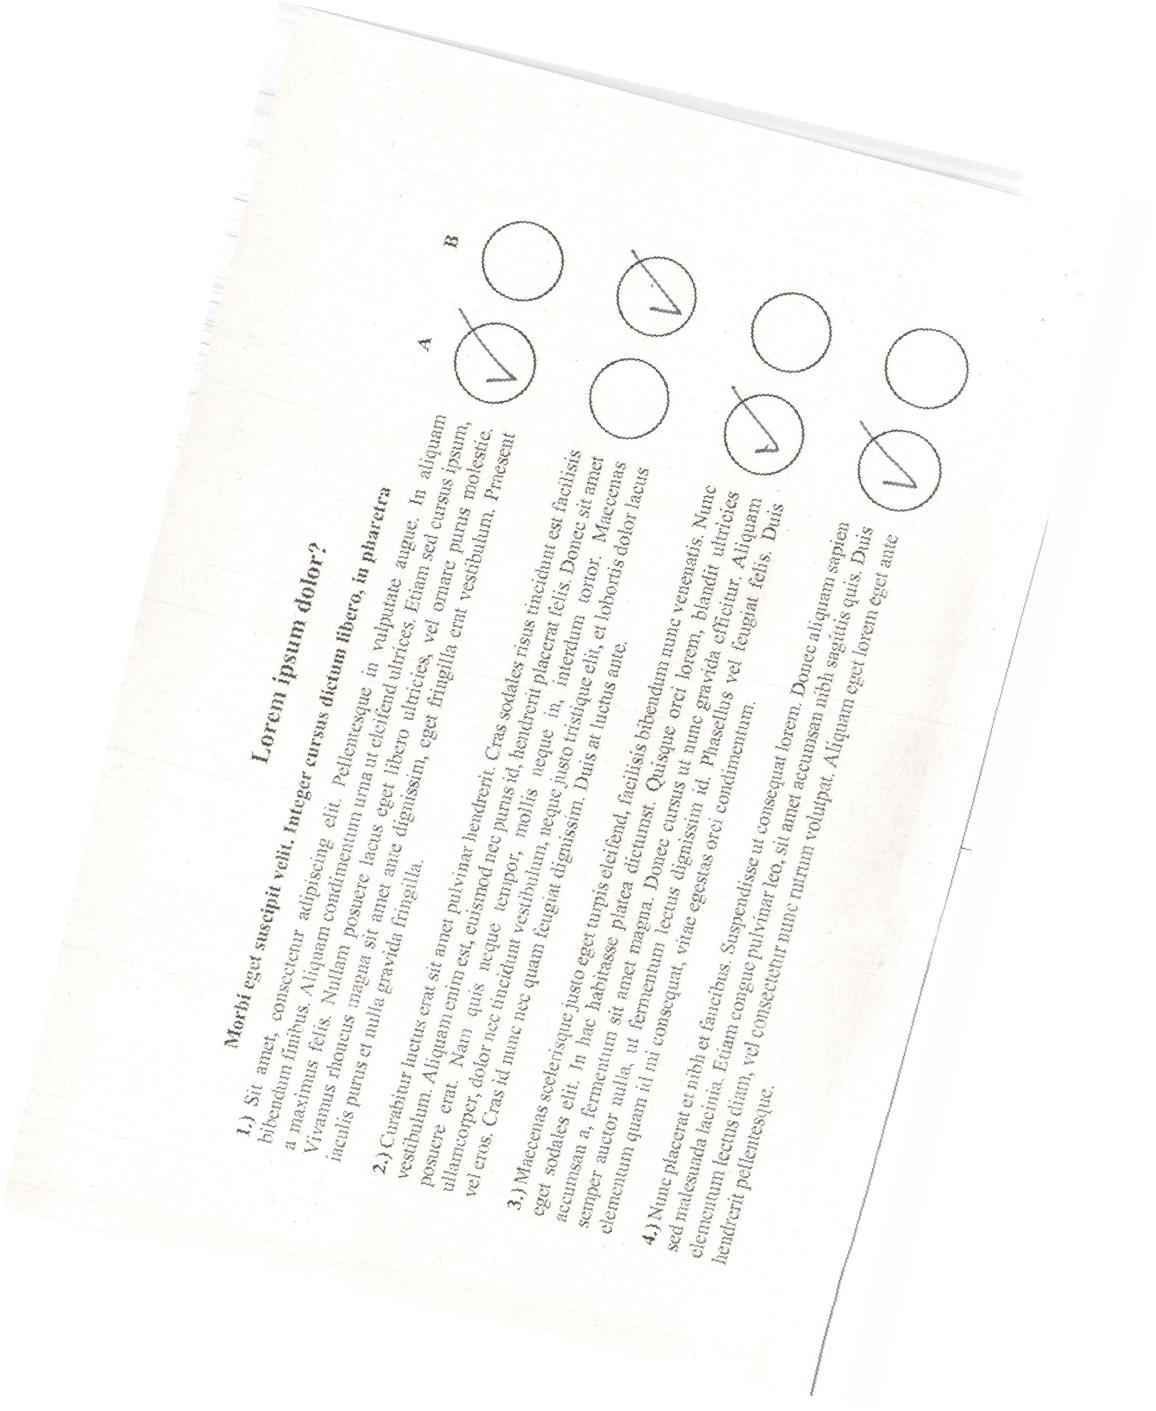 Lorem ipsum dolor?
Morbi eget suscipit velit. Integer cursus dictum libero, in pharetra
A B
1.) Sit amet, consectetur adipiscing elit. Pellentesque in vulputate augue. In aliquam
bibendum finibus. Aliquam condimentum urna ut eleifend ultrices. Etiam sed cursus ipsum,
a maximus felis. Nullam posuere lacus eget libero ultricies, vel ornare purus molestie.
Vivamus rhoncus magna sit amet ante dignissim, eget fringilla erat vestibulum. Praesent
iaculis purus et nulla gravida fringilla.
2.) Curabitur luctus erat sit amet pulvinar hendrerit. Cras sodales risus tincidunt est facilisis
vestibulum. Aliquam enim est, euismod nec purus id, hendrerit placerat felis. Donec sit amet
posuere erat. Nam quis neque tempor, mollis neque in, interdum tortor. Maecenas
ullamcorper, dolor nec tincidunt vestibulum, neque justo tristique elit, et lobortis dolor lacus
vel eros. Cras id nunc nec quam feugiat dignissim. Duis at luctus ante.
3.) Maecenas scelerisque justo eget turpis eleifend, facilisis bibendum nunc venenatis. Nunc
eget sodales elit. In hac habitasse platea dictumst. Quisque orci lorem, blandit ultricies
accumsan a, fermentum sit amet magna. Donec cursus ut nunc gravida efficitur. Aliquam
semper auctor nulla, ut fermentum lectus dignissim id. Phasellus vel feugiat felis. Duis
elementum quam id mi consequat, vitae egestas orci condimentum.
4.) Nunc placerat et nibh et faucibus. Suspendisse ut consequat lorem. Donec aliquam sapien
sed malesuada lacinia. Etiam congue pulvinar leo, sit amet accumsan nibh sagittis quis. Duis
elementum lectus diam, vel consectetur nunc rutrum volutpat. Aliquam eget lorem eget ante
hendrerit pellentesque.